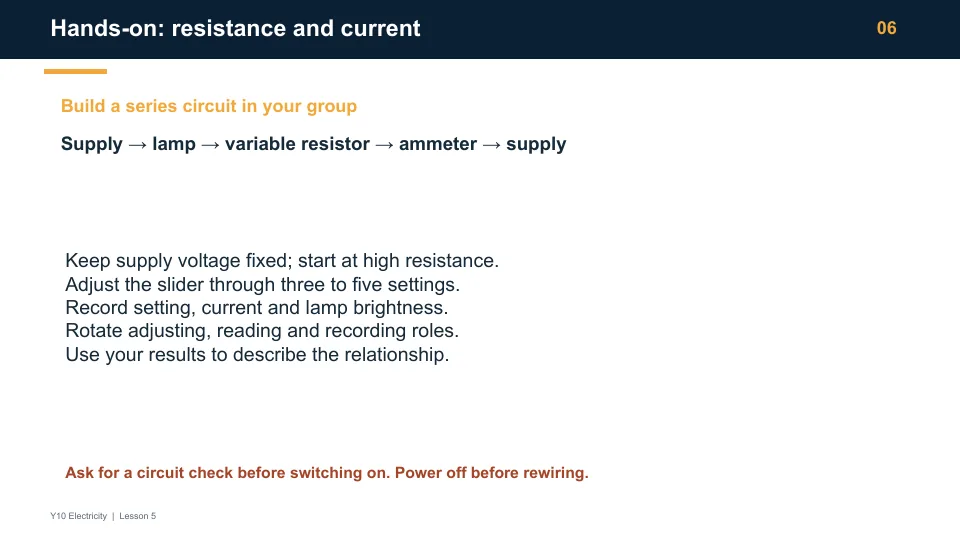 Hands-on: resistance and current
06
Build a series circuit in your group
Supply → lamp → variable resistor → ammeter → supply
Keep supply voltage fixed; start at high resistance.
Adjust the slider through three to five settings.
Record setting, current and lamp brightness.
Rotate adjusting, reading and recording roles.
Use your results to describe the relationship.
Ask for a circuit check before switching on. Power off before rewiring.
Y10 Electricity | Lesson 5